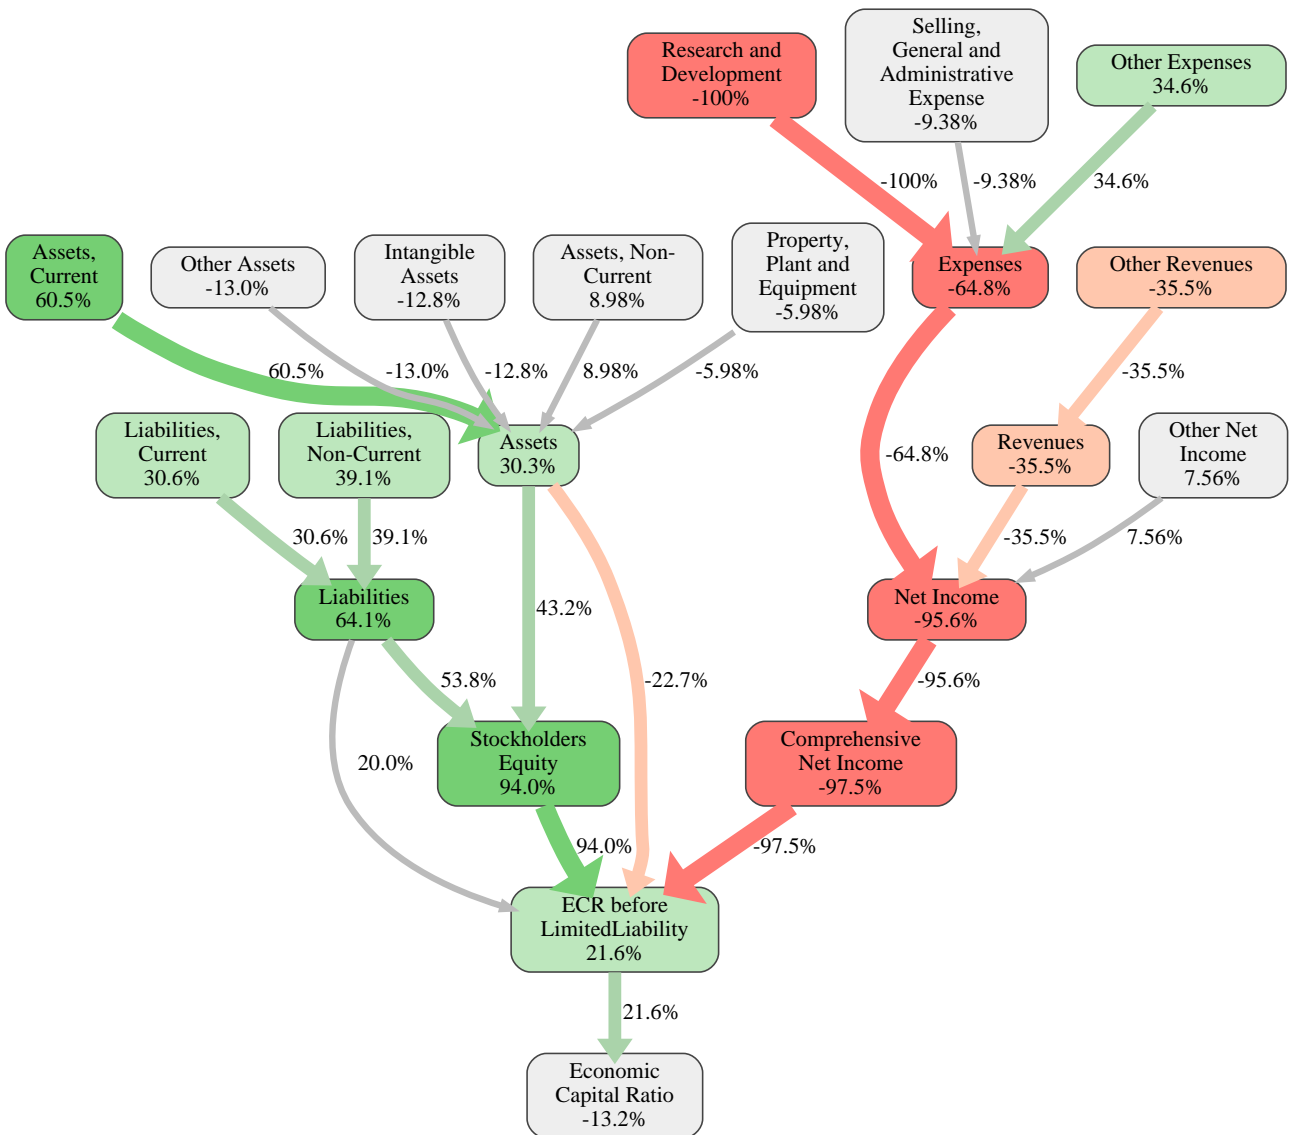 Research and
Development
-100%
Selling,
General and
Administrative
Expense
-9.38%
Other Expenses
34.6%
-100%
-9.38%
34.6%
Assets,
Current
60.5%
Other Assets
-13.0%
Intangible
Assets
-12.8%
Assets, Non-
Current
8.98%
Property,
Plant and
Equipment
-5.98%
Expenses
-64.8%
Other Revenues
-35.5%
60.5%
-13.0%
-12.8%
8.98%
-5.98%
-35.5%
Liabilities,
Current
30.6%
Liabilities,
Non-Current
39.1%
Assets
30.3%
-64.8%
Revenues
-35.5%
Other Net
Income
7.56%
30.6%
39.1%
-35.5%
7.56%
Liabilities
64.1%
43.2%
Net Income
-95.6%
53.8%
-22.7%
-95.6%
20.0%
Stockholders
Equity
94.0%
Comprehensive
Net Income
-97.5%
94.0%
-97.5%
ECR before
LimitedLiability
21.6%
21.6%
Economic
Capital Ratio
-13.2%